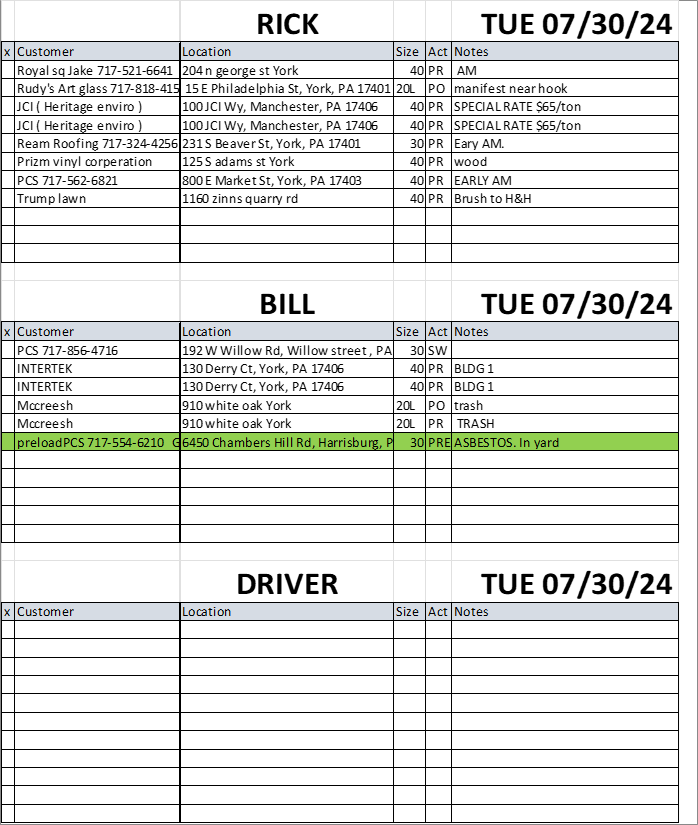 RICK TUE 07/30/24
x Customer Location Size Act Notes
Royal sq Jake 717-521-6641 204 n george st York 40 PR AM
Rudy's Art glass 717-818-415 15 E Philadelphia St, York, PA 17401 20L PO manifest near hook
JCI ( Heritage enviro ) 100 JCI Wy, Manchester, PA 17406 40 PR SPECIAL RATE $65/ton
JCI ( Heritage enviro ) 100 JCI Wy, Manchester, PA 17406 40 PR SPECIAL RATE $65/ton
Ream Roofing 717-324-4256 231 S Beaver St, York, PA 17401 30 PR Eary AM.
Prizm vinyl corperation 125 S adams st York 40 PR wood
PCS 717-562-6821 800 E Market St, York, PA 17403 40 PR EARLY AM
Trump lawn 1160 zinns quarry rd 40 PR Brush to H&H
BILL TUE 07/30/24
x Customer Location Size Act Notes
PCS 717-856-4716 192 W Willow Rd, Willow street , PA 30 SW
INTERTEK 130 Derry Ct, York, PA 17406 40 PR BLDG 1
INTERTEK 130 Derry Ct, York, PA 17406 40 PR BLDG 1
Mccreesh 910 white oak York 20L PO trash
Mccreesh 910 white oak York 20L PR TRASH
preloadPCS 717-554-6210 G 6450 Chambers Hill Rd, Harrisburg, P 30 PRE ASBESTOS. In yard
DRIVER TUE 07/30/24
x Customer Location Size Act Notes